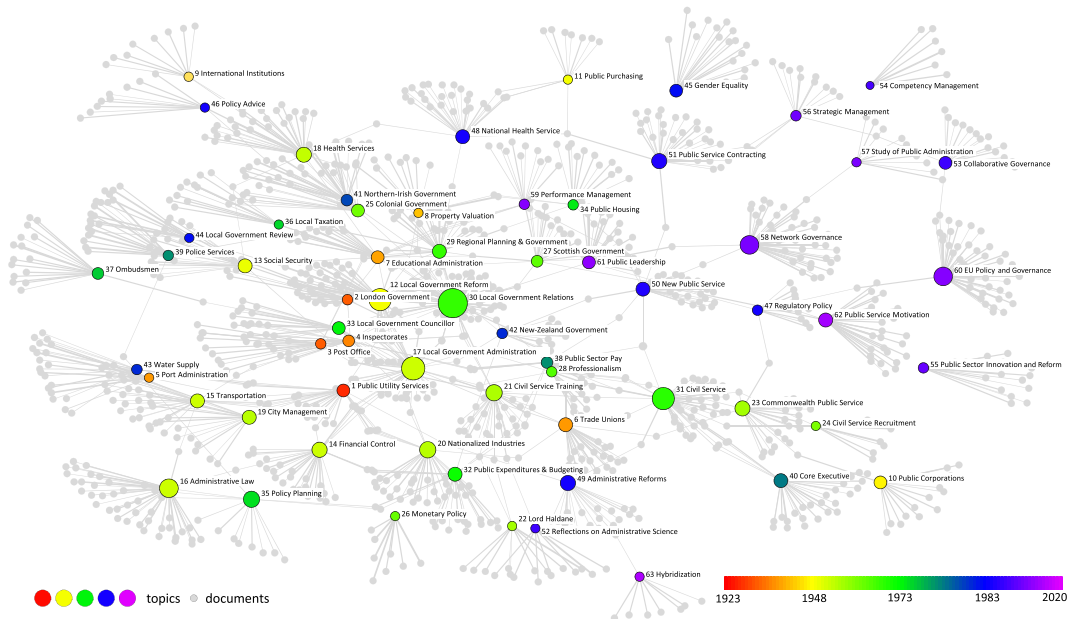 9 International Institutions
11 Public Purchasing
45 Gender Equality
54 Competency Management
46 Policy Advice
56 Strategic Management
48 National Health Service
18 Health Services
51 Public Service Contracting
57 Study of Public Administration
53 Collaborative Governance
41 Northern-Irish Government
59 Performance Management
25 Colonial Government
34 Public Housing
8 Property Valuation
36 Local Taxation
44 Local Government Review
58 Network Governance
29 Regional Planning & Government
39 Police Services
27 Scottish Government
13 Social Security
7 Educational Administration
61 Public Leadership
37 Ombudsmen
60 EU Policy and Governance
12 Local Government Reform
50 New Public Service
2 London Government
30 Local Government Relations
47 Regulatory Policy
62 Public Service Motivation
33 Local Government Councillor
42 New-Zealand Government
4 Inspectorates
3 Post Office
17 Local Government Administration
38 Public Sector Pay
43 Water Supply
55 Public Sector Innovation and Reform
28 Professionalism
5 Port Administration
1 Public Utility Services
21 Civil Service Training
31 Civil Service
15 Transportation
23 Commonwealth Public Service
19 City Management
6 Trade Unions
24 Civil Service Recruitment
14 Financial Control
20 Nationalized Industries
32 Public Expenditures & Budgeting
40 Core Executive
10 Public Corporations
16 Administrative Law
49 Administrative Reforms
35 Policy Planning
26 Monetary Policy
22 Lord Haldane
52 Reflections on Administrative Science
63 Hybridization
topics documents
1923 1948 1973 1983 2020